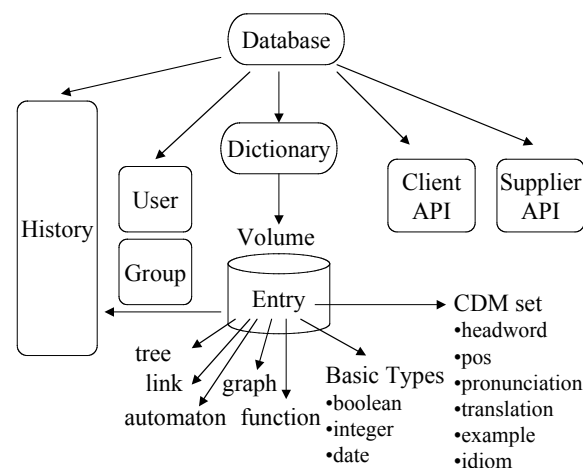 Database
Dictionary
Client
API
Supplier
API
User
History
Group
Volume
Entry
CDM set
•headword
•pos
•pronunciation
•translation
•example
•idiom
tree
link
automaton
graph
function
Basic Types
•boolean
•integer
•date